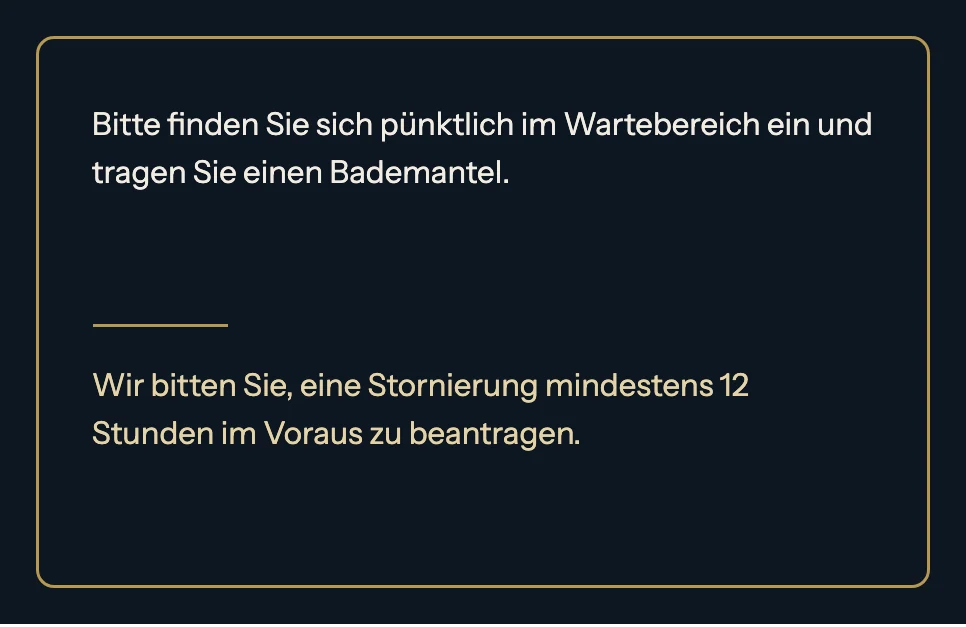 Bitte finden Sie sich pünktlich im Wartebereich ein und
tragen Sie einen Bademantel.
Wir bitten Sie, eine Stornierung mindestens 12
Stunden im Voraus zu beantragen.